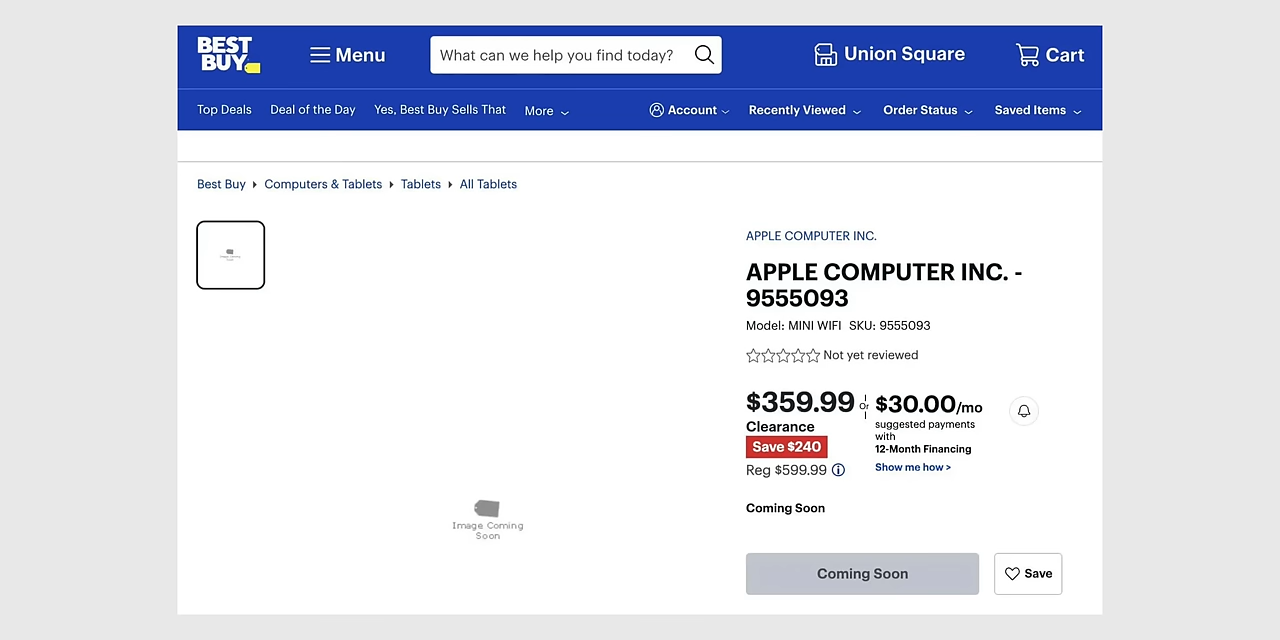 BEST BUY
Menu
What can we help you find today?
Union Square
Cart
Top Deals
Deal of the Day
Yes, Best Buy Sells That
More
Account
Recently Viewed
Order Status
Saved Items
Best Buy
Computers & Tablets
Tablets
All Tablets
APPLE COMPUTER INC.
APPLE COMPUTER INC. -
9555093
Model: MINI WIFI SKU: 9555093
Not yet reviewed
$359.99
Clearance
Save $240
Reg $599.99
Or
$30.00/mo
suggested payments
with
12-Month Financing
Show me how >
Coming Soon
Image Coming
Soon
Coming Soon
Save